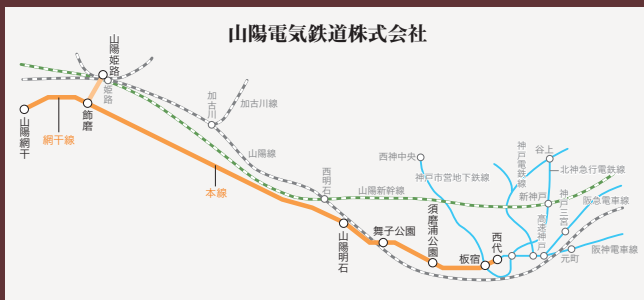 山陽電気鉄道株式会社
山陽姫路
姫路
飾磨
山陽網干
網干線
加古川
加古川線
山陽線
本線
西明石
山陽新幹線
山陽明石
舞子公園
須磨浦公園
板宿
西代
西神中央
神戸市営地下鉄線
神戸電鉄線
谷上
北神急行電鉄線
新神戸
神戸三宮
阪急電車線
高速神戸
元町
阪神電車線